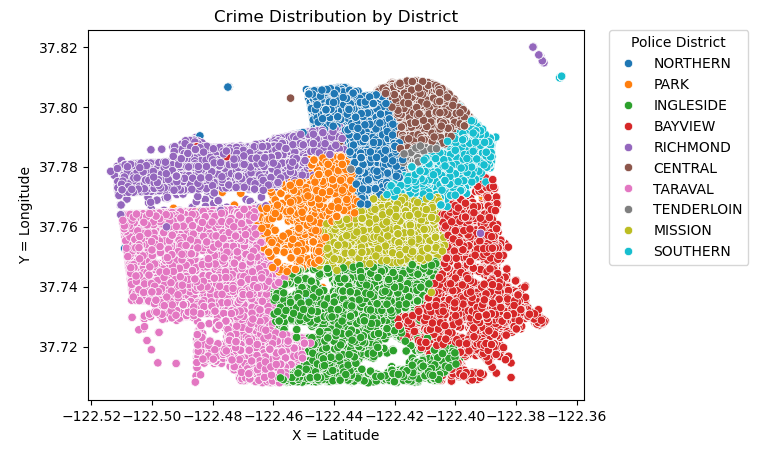 Crime Distribution by District
Y = Longitude
37.82
37.80
37.78
37.76
37.74
37.72
−122.52 −122.50 −122.48 −122.46 −122.44 −122.42 −122.40 −122.38 −122.36
X = Latitude
Police District
NORTHERN
PARK
INGLESIDE
BAYVIEW
RICHMOND
CENTRAL
TARAVAL
TENDERLOIN
MISSION
SOUTHERN